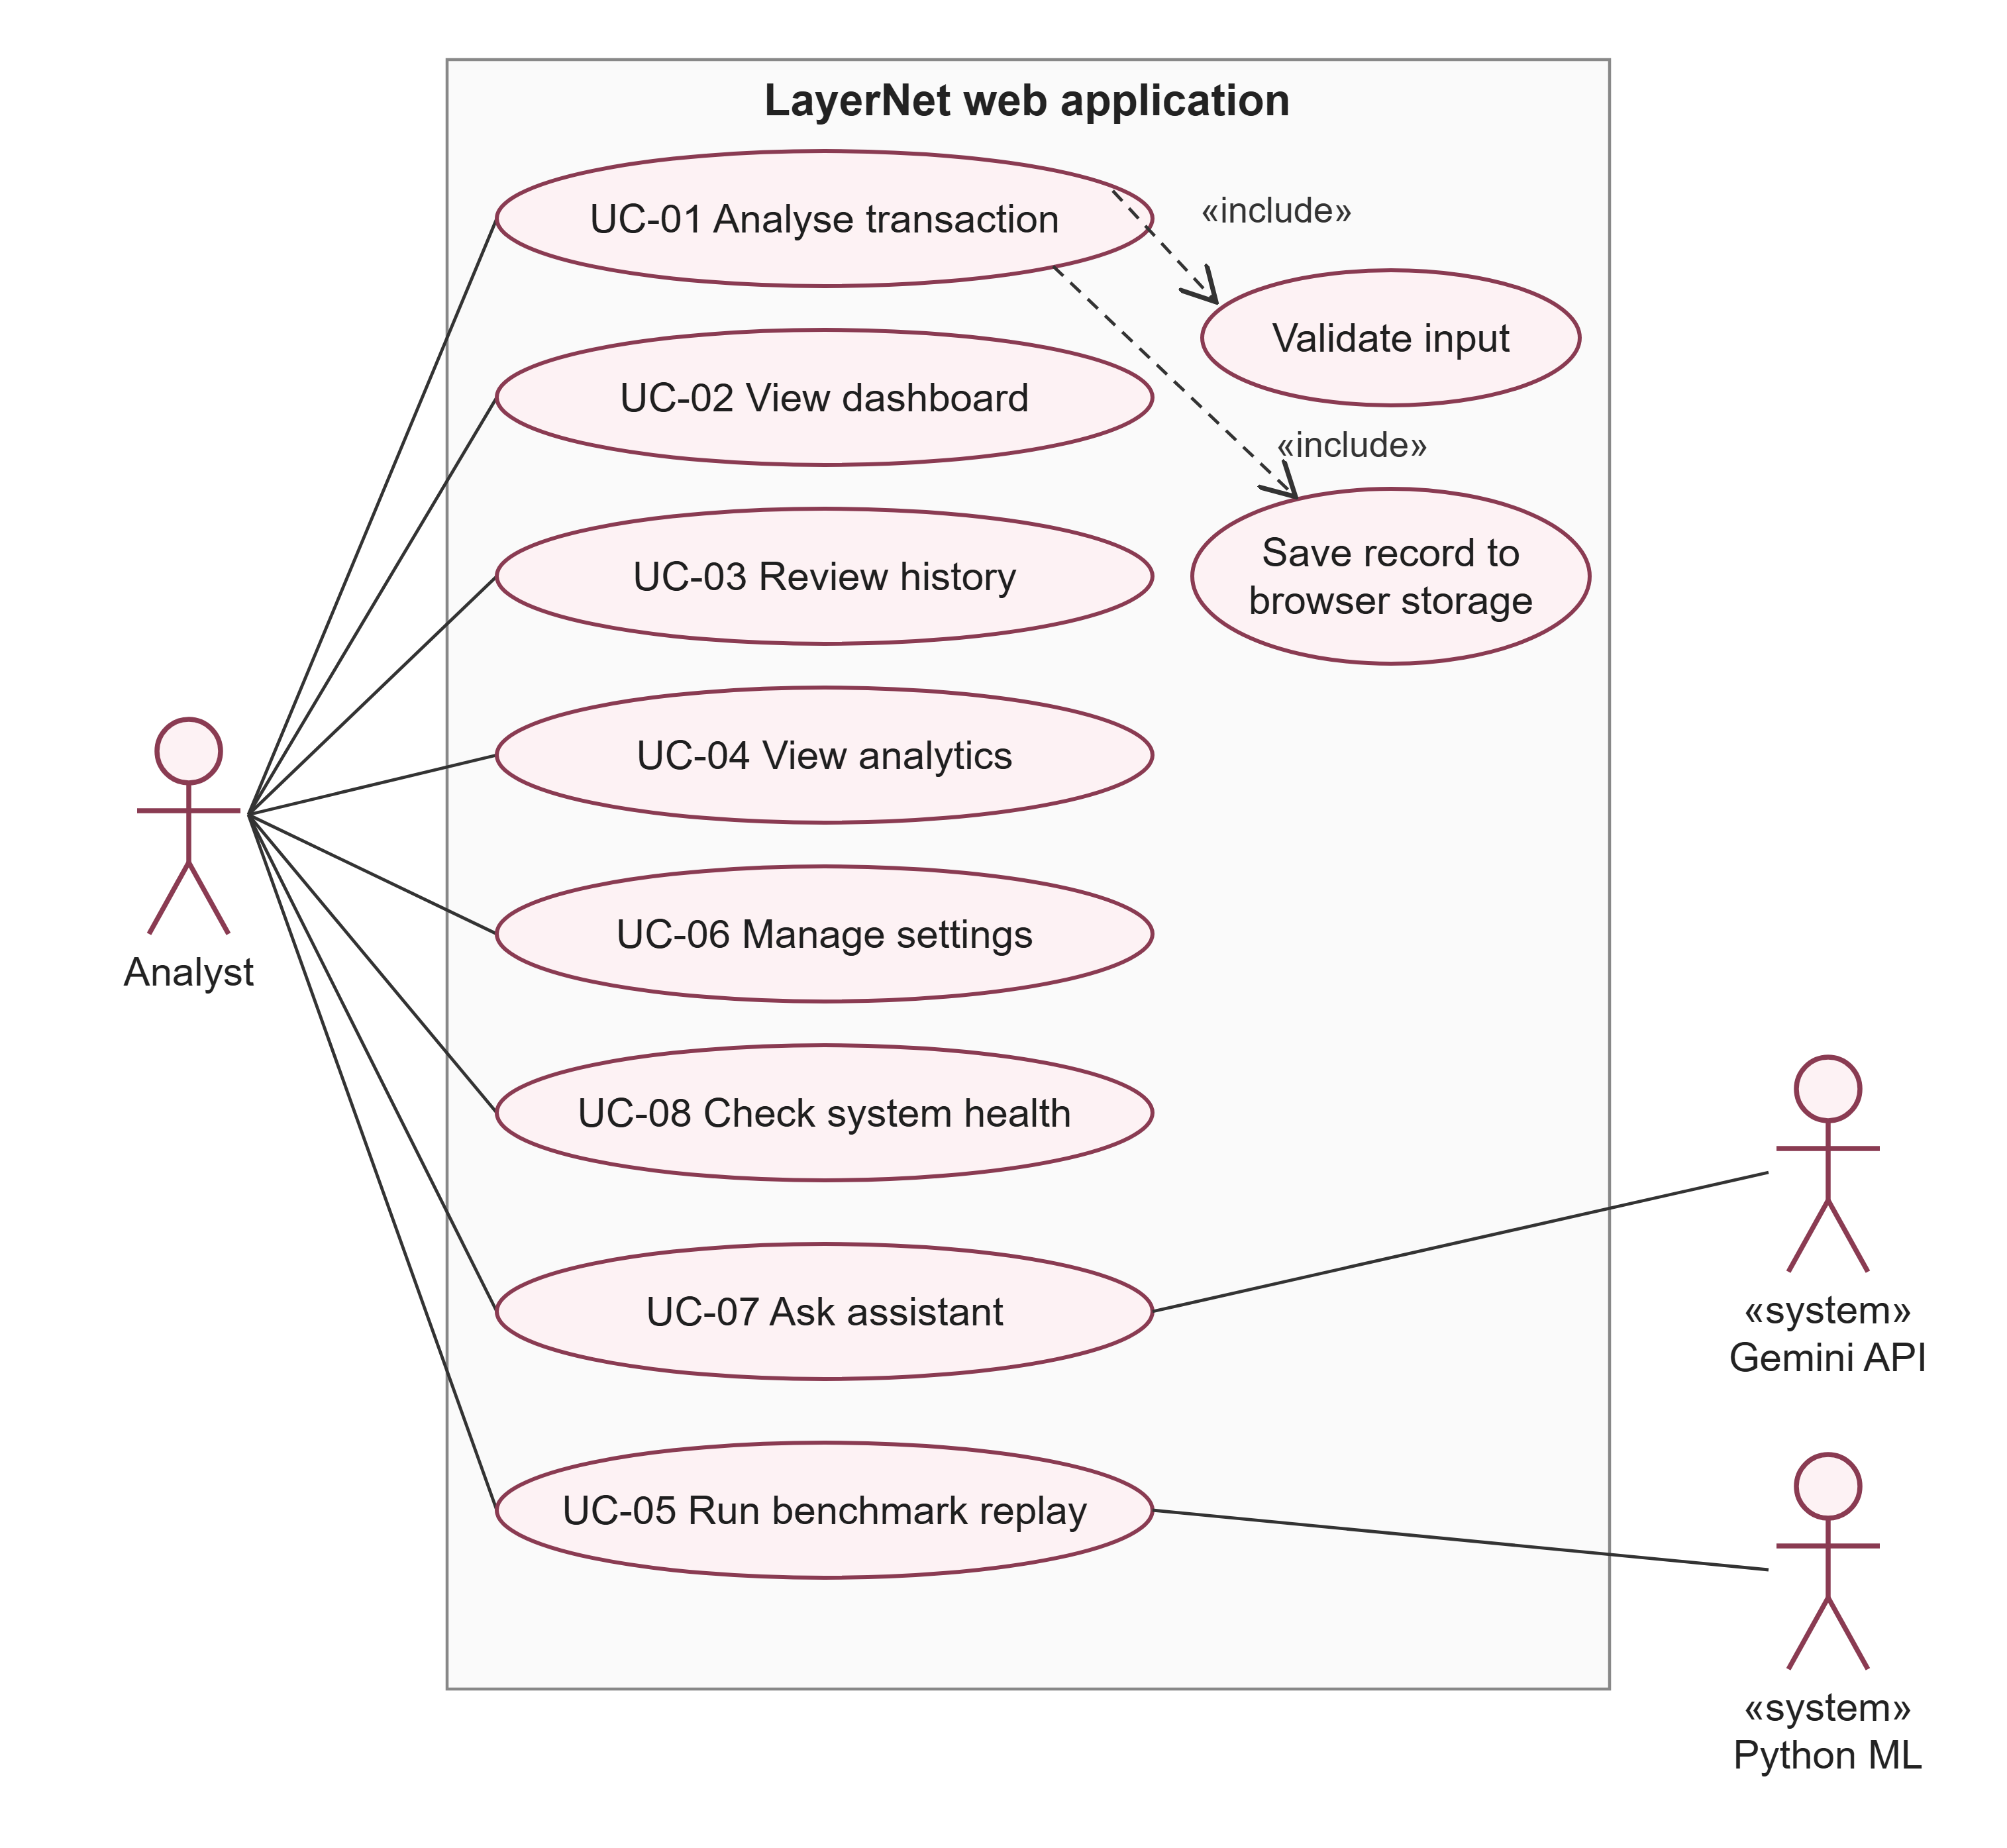 LayerNet web application
UC-01 Analyse transaction
«include»
Validate input
UC-02 View dashboard
«include»
Save record to
browser storage
UC-03 Review history
UC-04 View analytics
UC-06 Manage settings
Analyst
UC-08 Check system health
UC-07 Ask assistant
«system»
Gemini API
UC-05 Run benchmark replay
«system»
Python ML